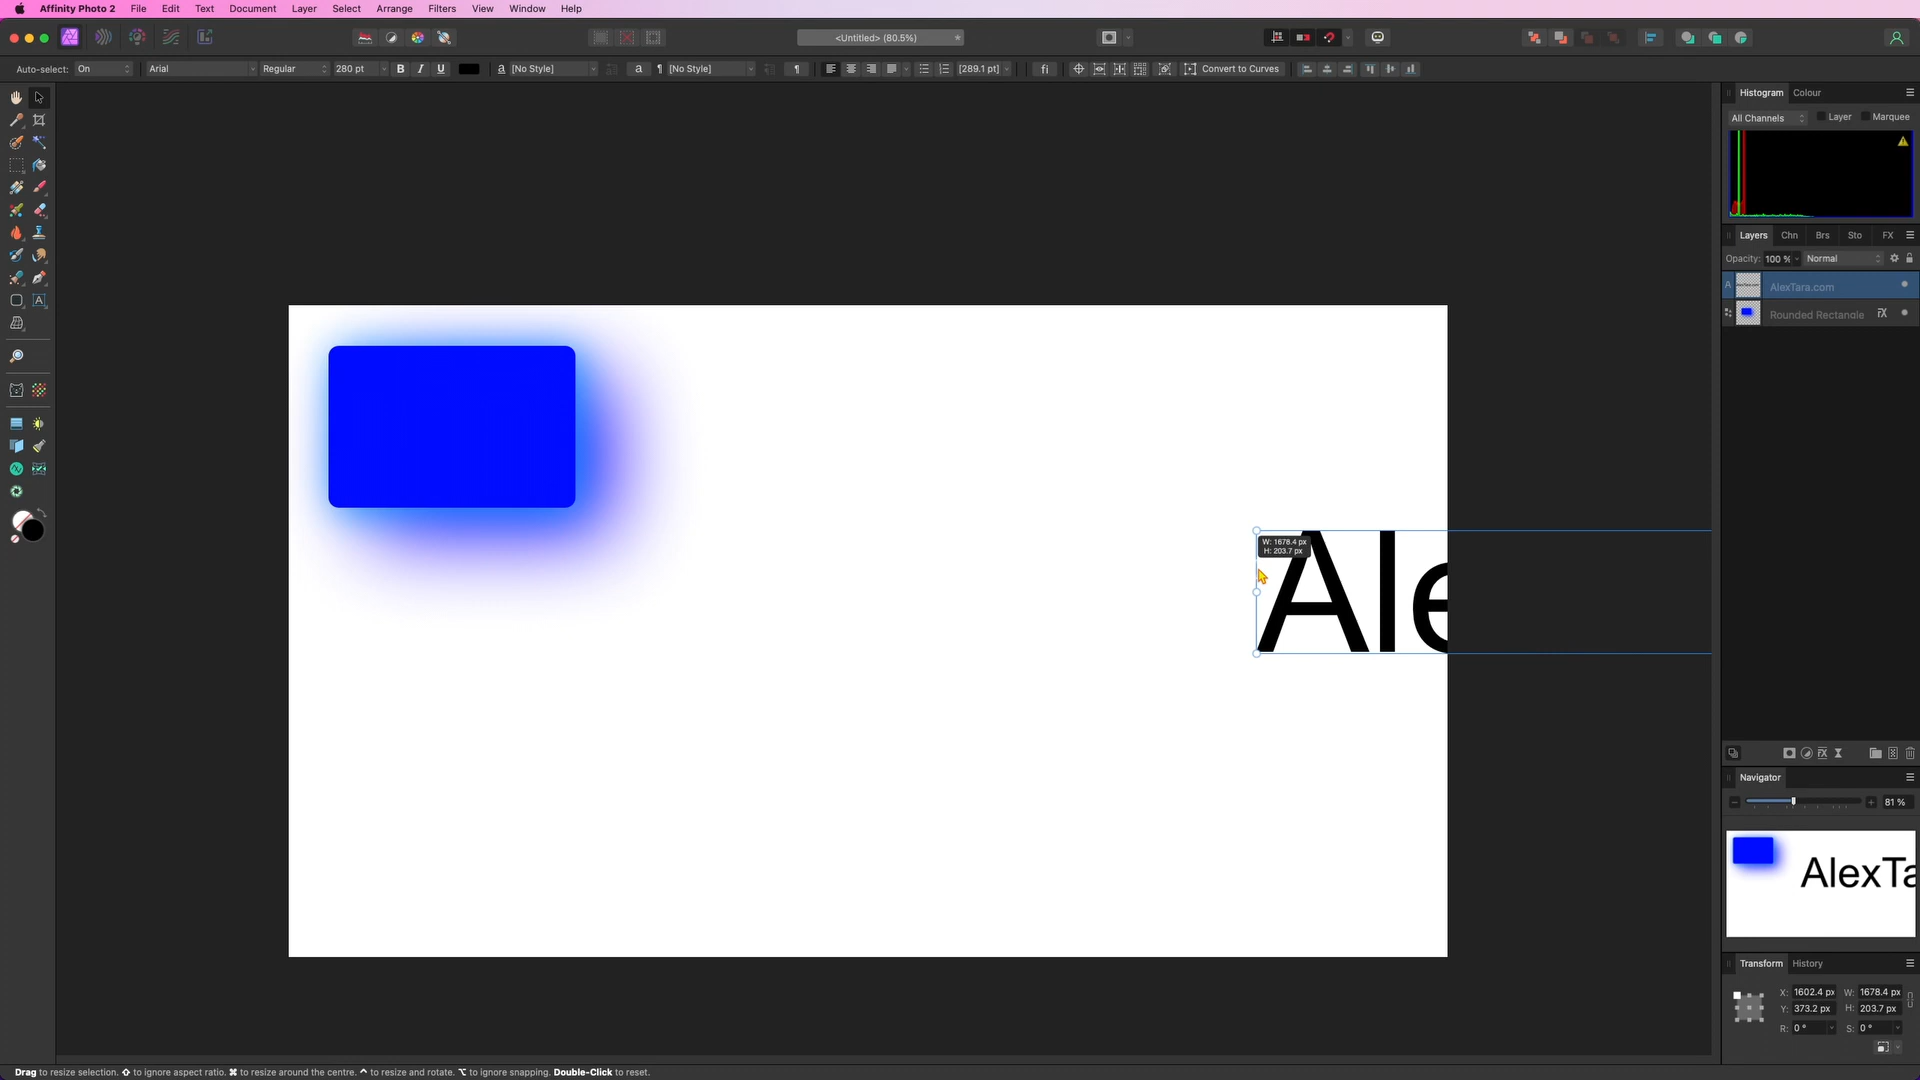 Affinity Photo 2 File Edit Text Document Layer Select Arrange Filters View Window Help
<Untitled> (80.5%)
Auto-select: On Arial Regular 280 pt B I U a [No Style] a ¶ [No Style] ¶ [289.1 pt] fi Convert to Curves
Histogram Colour
All Channels Layer Marquee
Layers Chn Brs Sto FX
Opacity: 100 % Normal
A AlexTara.com
Rounded Rectangle
W: 1678.4 px
H: 203.7 px
Ale
Navigator
81 %
AlexTa
Transform History
X: 1602.4 px W: 1678.4 px
Y: 373.2 px H: 203.7 px
R: 0 ° S: 0 °
Drag to resize selection. ⇧ to ignore aspect ratio. ⌘ to resize around the centre. ^ to resize and rotate. ⌥ to ignore snapping. Double-Click to reset.